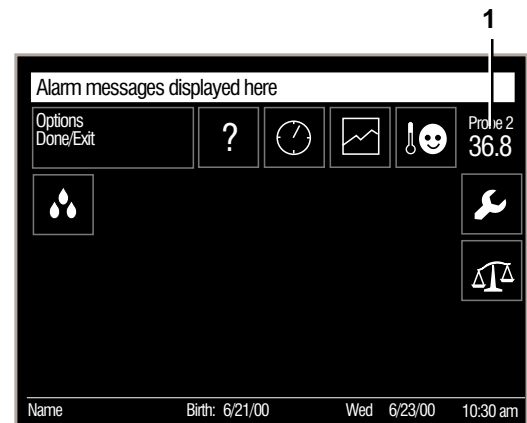 1
Alarm messages displayed here
Options
Done/Exit
?
Probe 2
36.8
Name Birth: 6/21/00 Wed 6/23/00 10:30 am